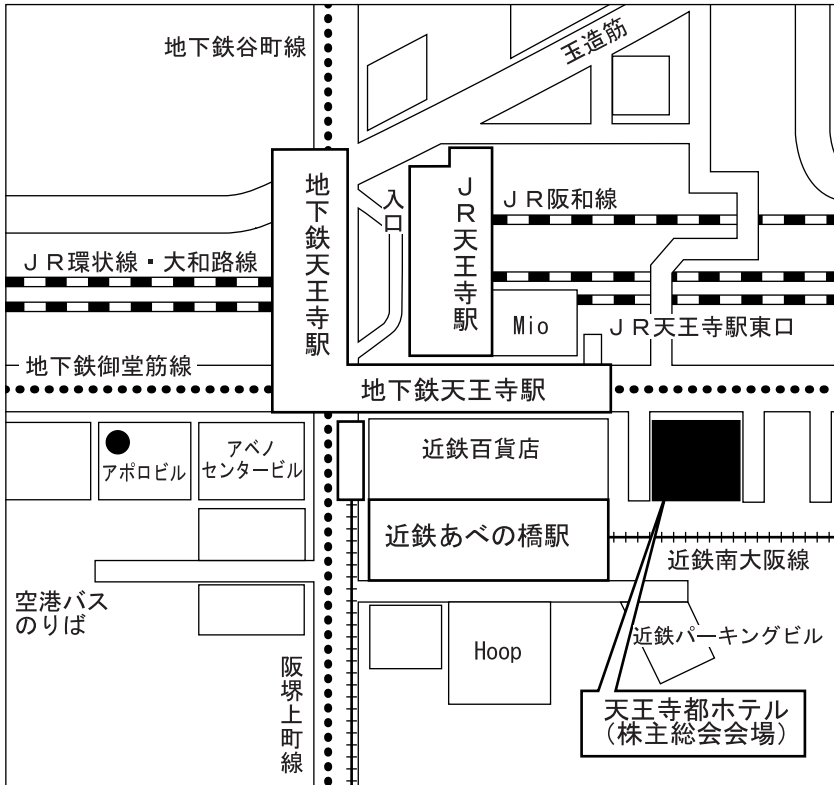 地下鉄谷町線
玉造筋
地下鉄天王寺駅
入口
JR天王寺駅
JR阪和線
JR環状線・大和路線
Mio
JR天王寺駅東口
地下鉄御堂筋線
地下鉄天王寺駅
アポロビル
アベノ
センタービル
近鉄百貨店
近鉄あべの橋駅
近鉄南大阪線
空港バス
のりば
Hoop
近鉄パーキングビル
阪堺上町線
天王寺都ホテル
(株主総会会場)